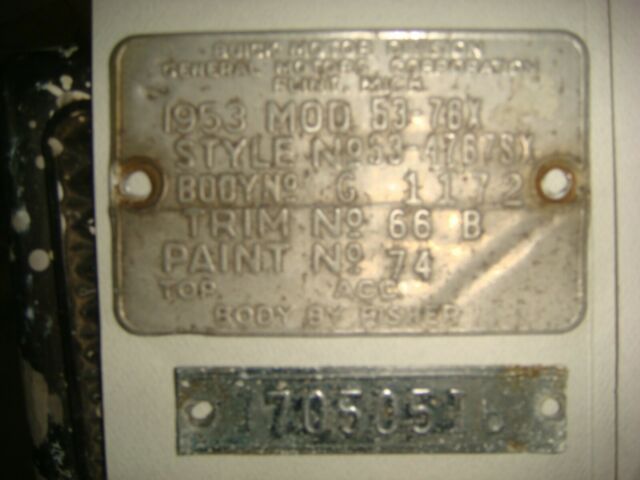 BUICK MOTOR DIVISION
GENERAL MOTORS CORPORATION
FLINT, MICH.
1953 MOD. 53-76X
STYLE Nº 53-4767SX
BODY Nº G 1172
TRIM Nº 66 B
PAINT Nº 74
TOP ACC.
BODY BY FISHER